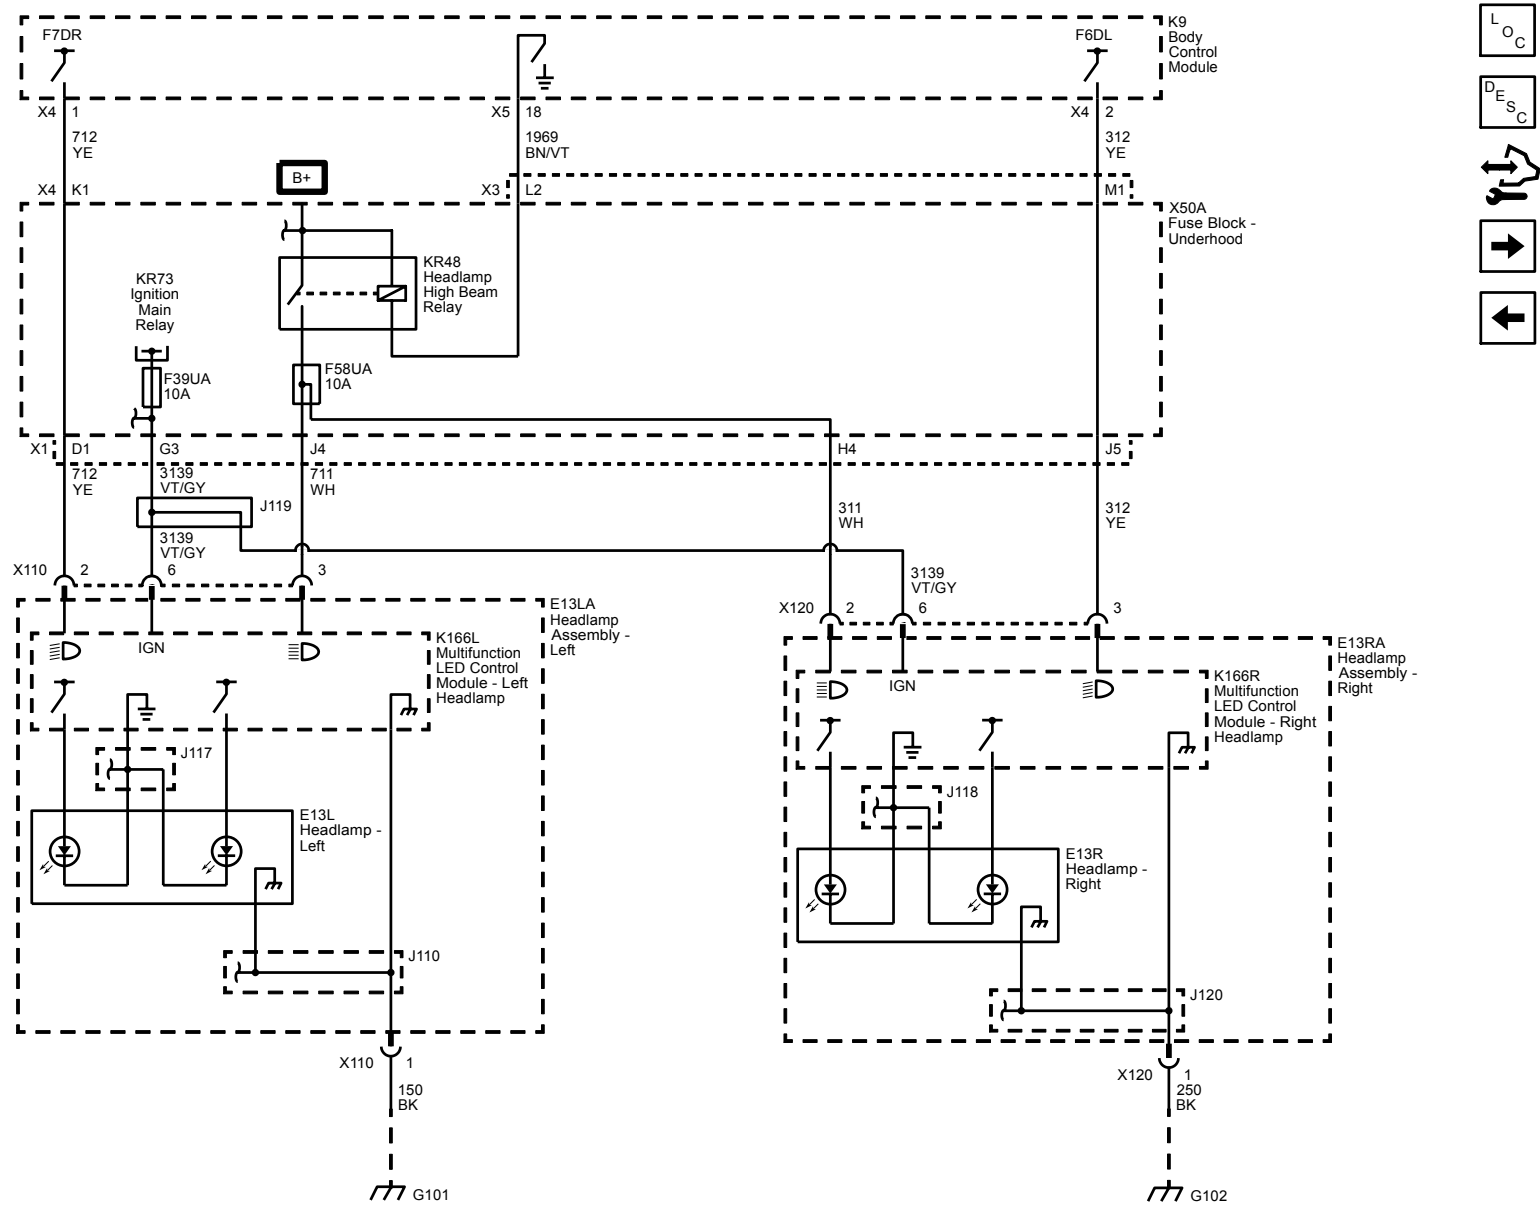 K9
Body
Control
Module
F7DR
F6DL
L
O
C
D
E
S
C
X4 1
712
YE
X5 18
1969
BN/VT
X4 2
312
YE
X4 K1
B+
X3 L2
M1
X50A
Fuse Block -
Underhood
KR48
Headlamp
High Beam
Relay
KR73
Ignition
Main
Relay
F39UA
10A
F58UA
10A
X1 D1
G3
J4
H4
J5
712
YE
3139
VT/GY
711
WH
J119
311
WH
312
YE
3139
VT/GY
X110 2
6
3
3139
VT/GY
X120 2
6
3
E13LA
Headlamp
Assembly -
Left
K166L
Multifunction
LED Control
Module - Left
Headlamp
IGN
E13RA
Headlamp
Assembly -
Right
K166R
Multifunction
LED Control
Module - Right
Headlamp
IGN
J117
J118
E13L
Headlamp -
Left
E13R
Headlamp -
Right
J110
J120
X110 1
150
BK
X120 1
250
BK
G101
G102